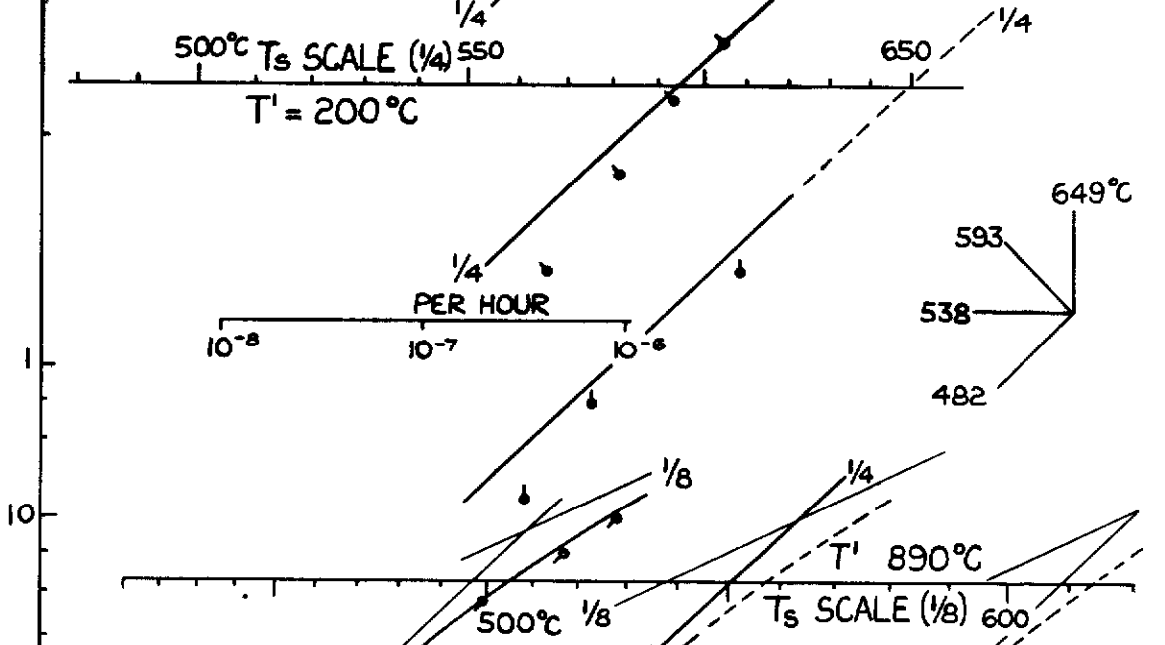 1/4
1/4
500°C Ts SCALE (1/4) 550
650
T' = 200°C
649°C
593
1/4
PER HOUR
538
10⁻⁸ 10⁻⁷ 10⁻⁶
1
482
1/8
1/4
10
T' 890°C
500°C 1/8 Ts SCALE (1/8) 600